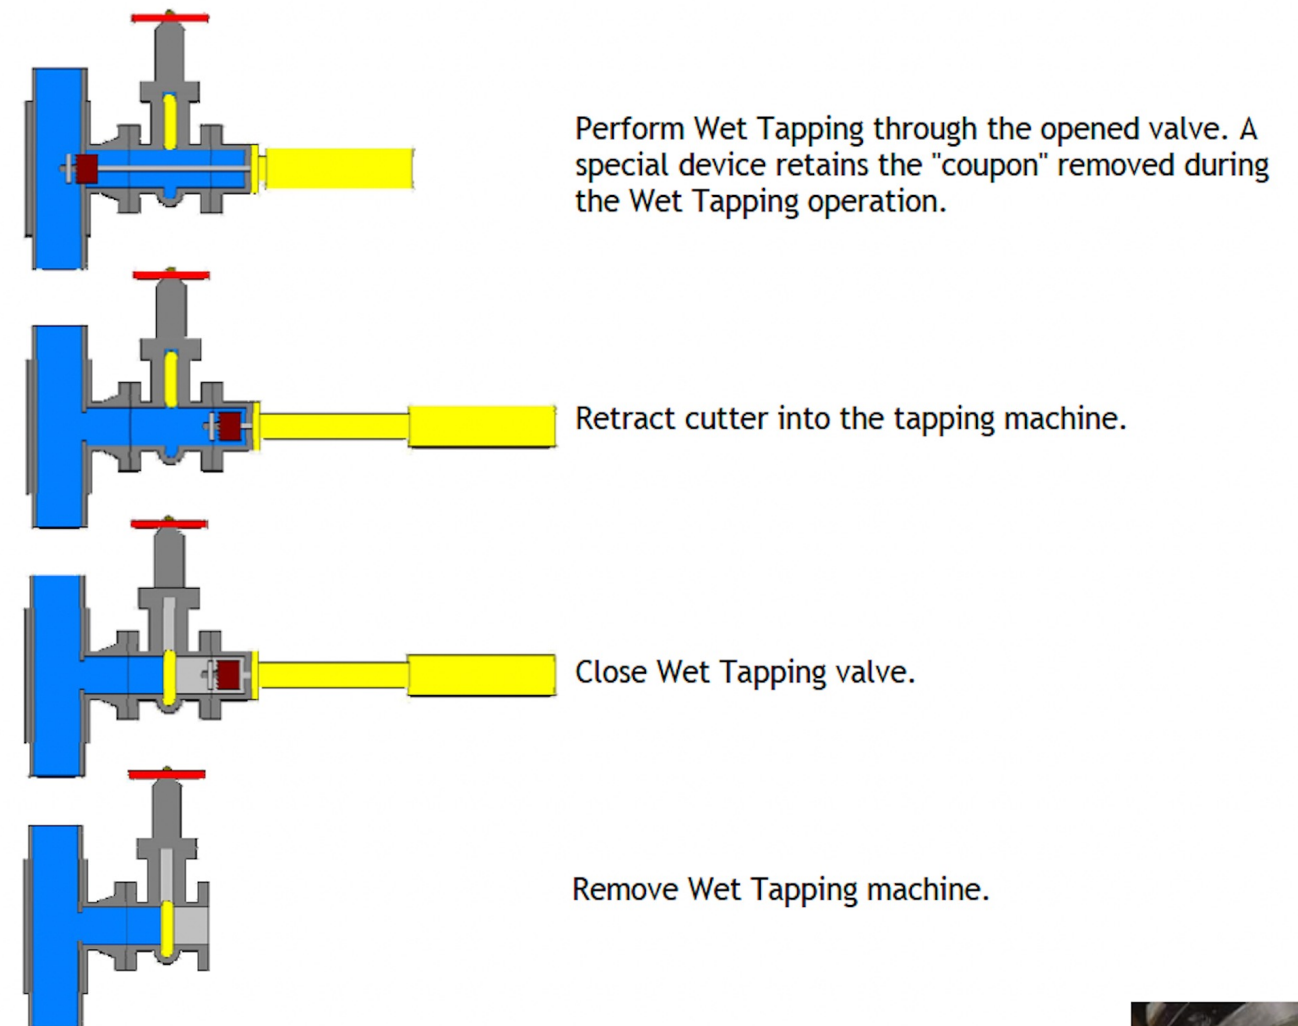 Perform Wet Tapping through the opened valve. A
special device retains the "coupon" removed during
the Wet Tapping operation.
Retract cutter into the tapping machine.
Close Wet Tapping valve.
Remove Wet Tapping machine.